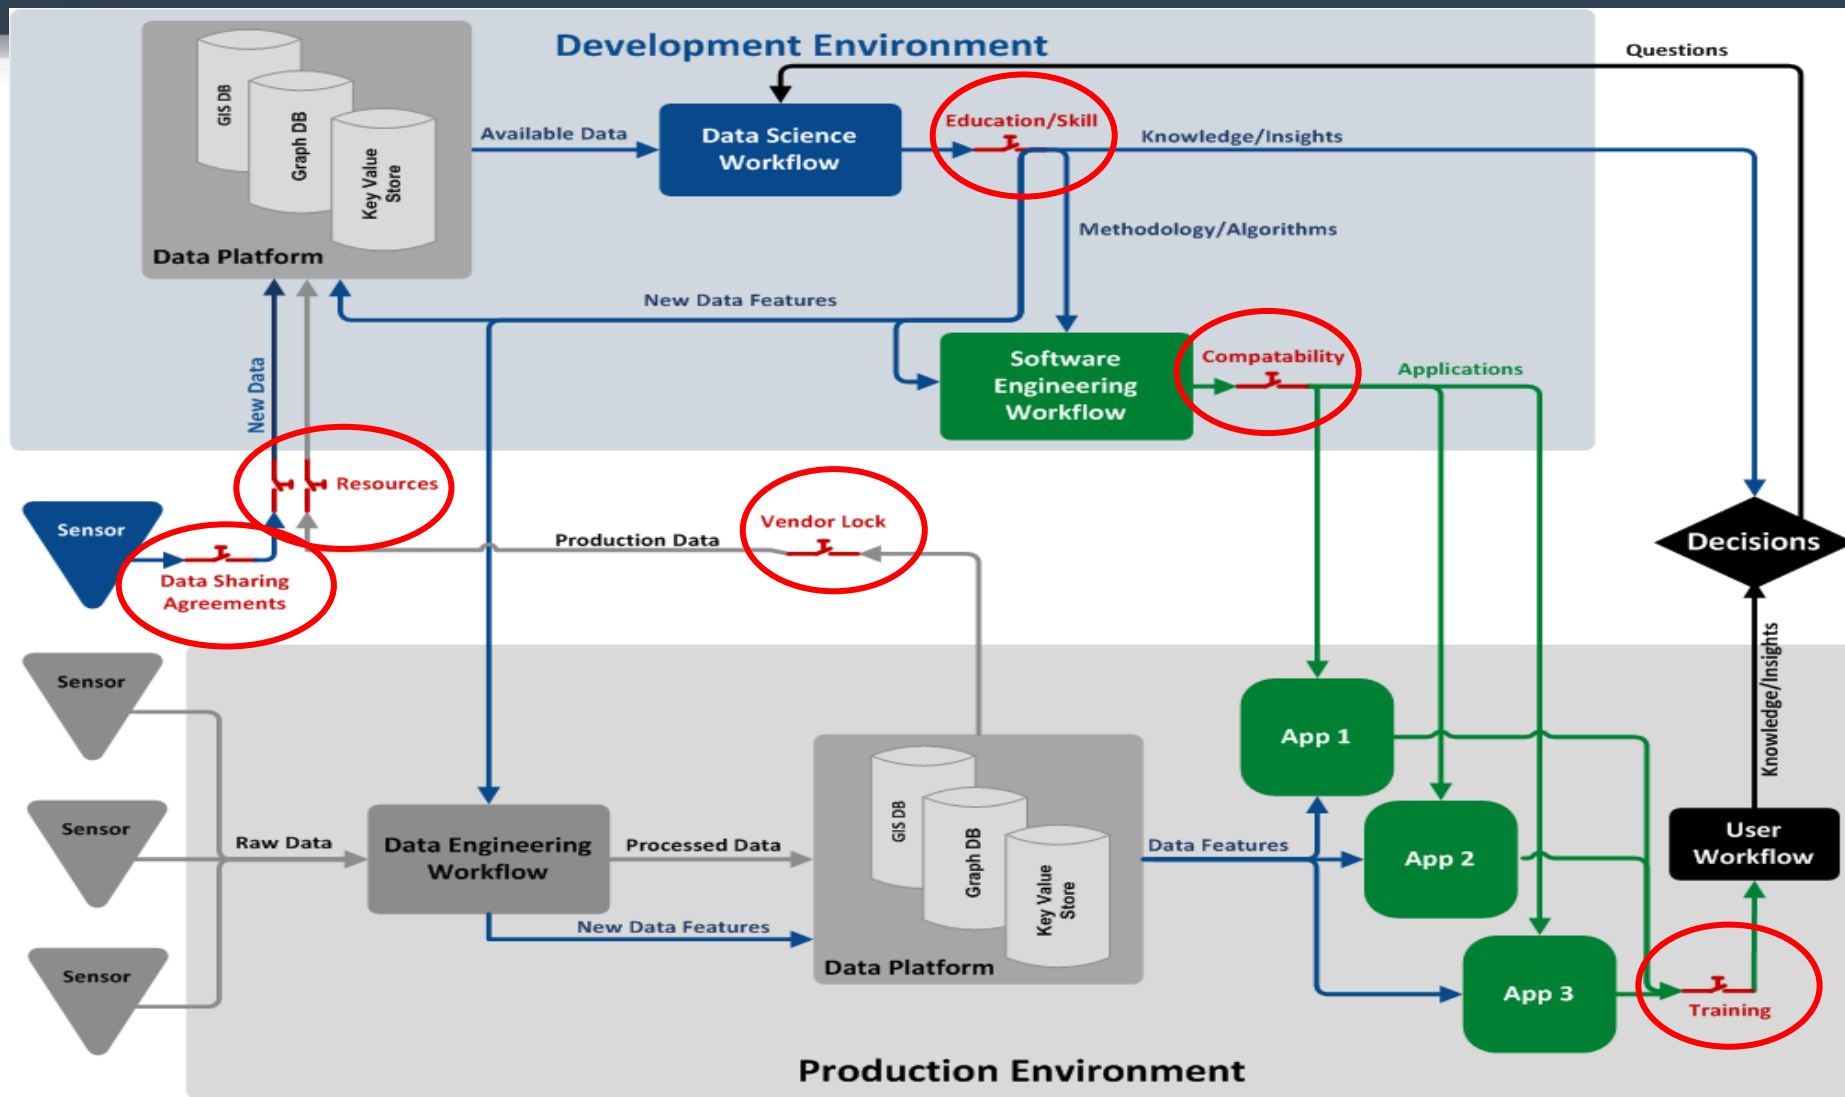 Development Environment
Questions
GIS DB
Graph DB
Key Value
Store
Data Platform
Available Data
Data Science
Workflow
Education/Skill
Knowledge/Insights
Methodology/Algorithms
New Data Features
New Data
Software
Engineering
Workflow
Compatability
Applications
Resources
Sensor
Data Sharing
Agreements
Production Data
Vendor Lock
Decisions
Knowledge/Insights
Sensor
Sensor
Sensor
Raw Data
Data Engineering
Workflow
Processed Data
New Data Features
GIS DB
Graph DB
Key Value
Store
Data Platform
Data Features
App 1
App 2
App 3
User
Workflow
Training
Production Environment